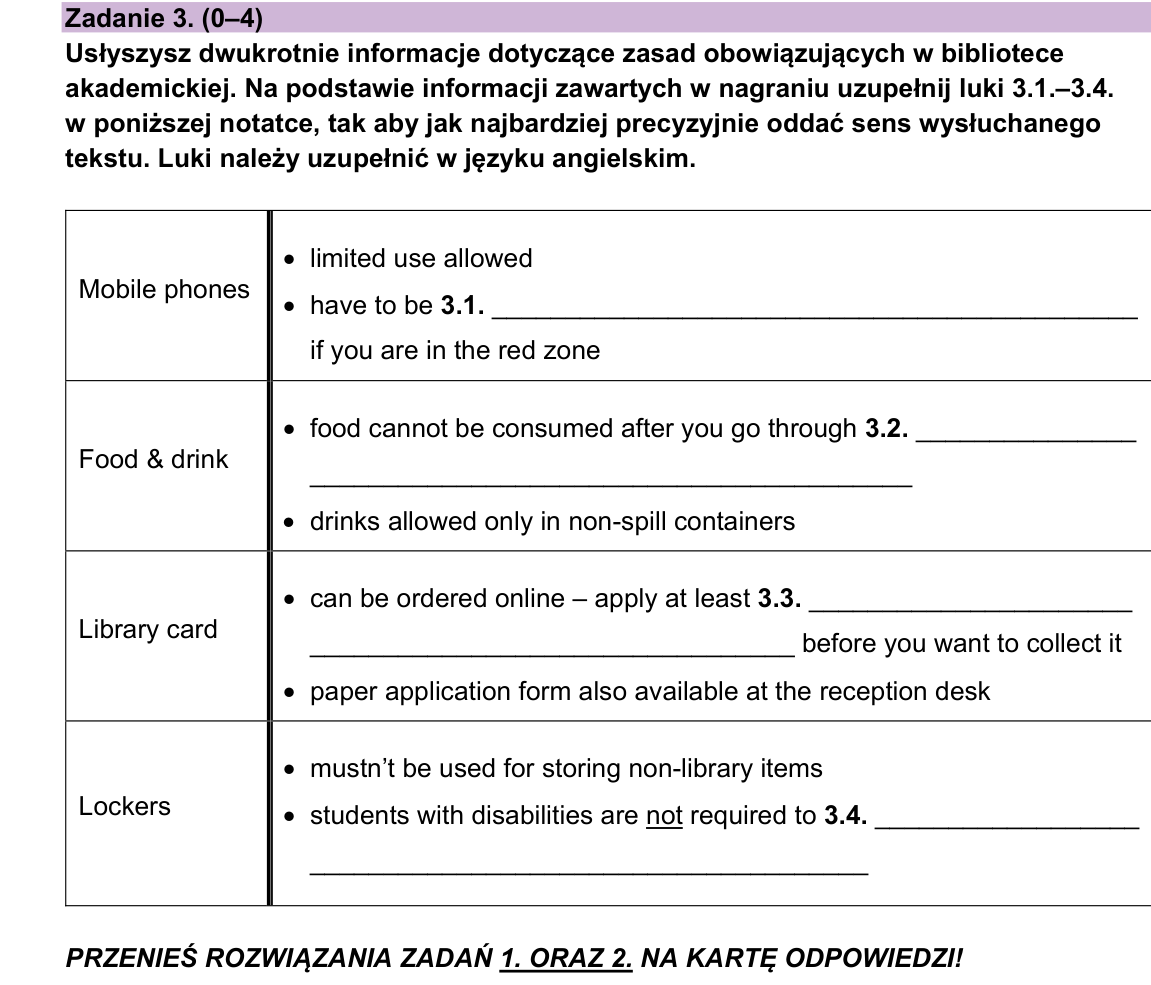 Zadanie 3. (0–4)
Usłyszysz dwukrotnie informacje dotyczące zasad obowiązujących w bibliotece
akademickiej. Na podstawie informacji zawartych w nagraniu uzupełnij luki 3.1.–3.4.
w poniższej notatce, tak aby jak najbardziej precyzyjnie oddać sens wysłuchanego
tekstu. Luki należy uzupełnić w języku angielskim.
Mobile phones
• limited use allowed
• have to be 3.1. ____________________
if you are in the red zone
Food & drink
• food cannot be consumed after you go through 3.2. ____________________
____________________
• drinks allowed only in non-spill containers
Library card
• can be ordered online – apply at least 3.3. ____________________
____________________ before you want to collect it
• paper application form also available at the reception desk
Lockers
• mustn’t be used for storing non-library items
• students with disabilities are not required to 3.4. ____________________
____________________
PRZENIEŚ ROZWIĄZANIA ZADAŃ 1. ORAZ 2. NA KARTĘ ODPOWIEDZI!